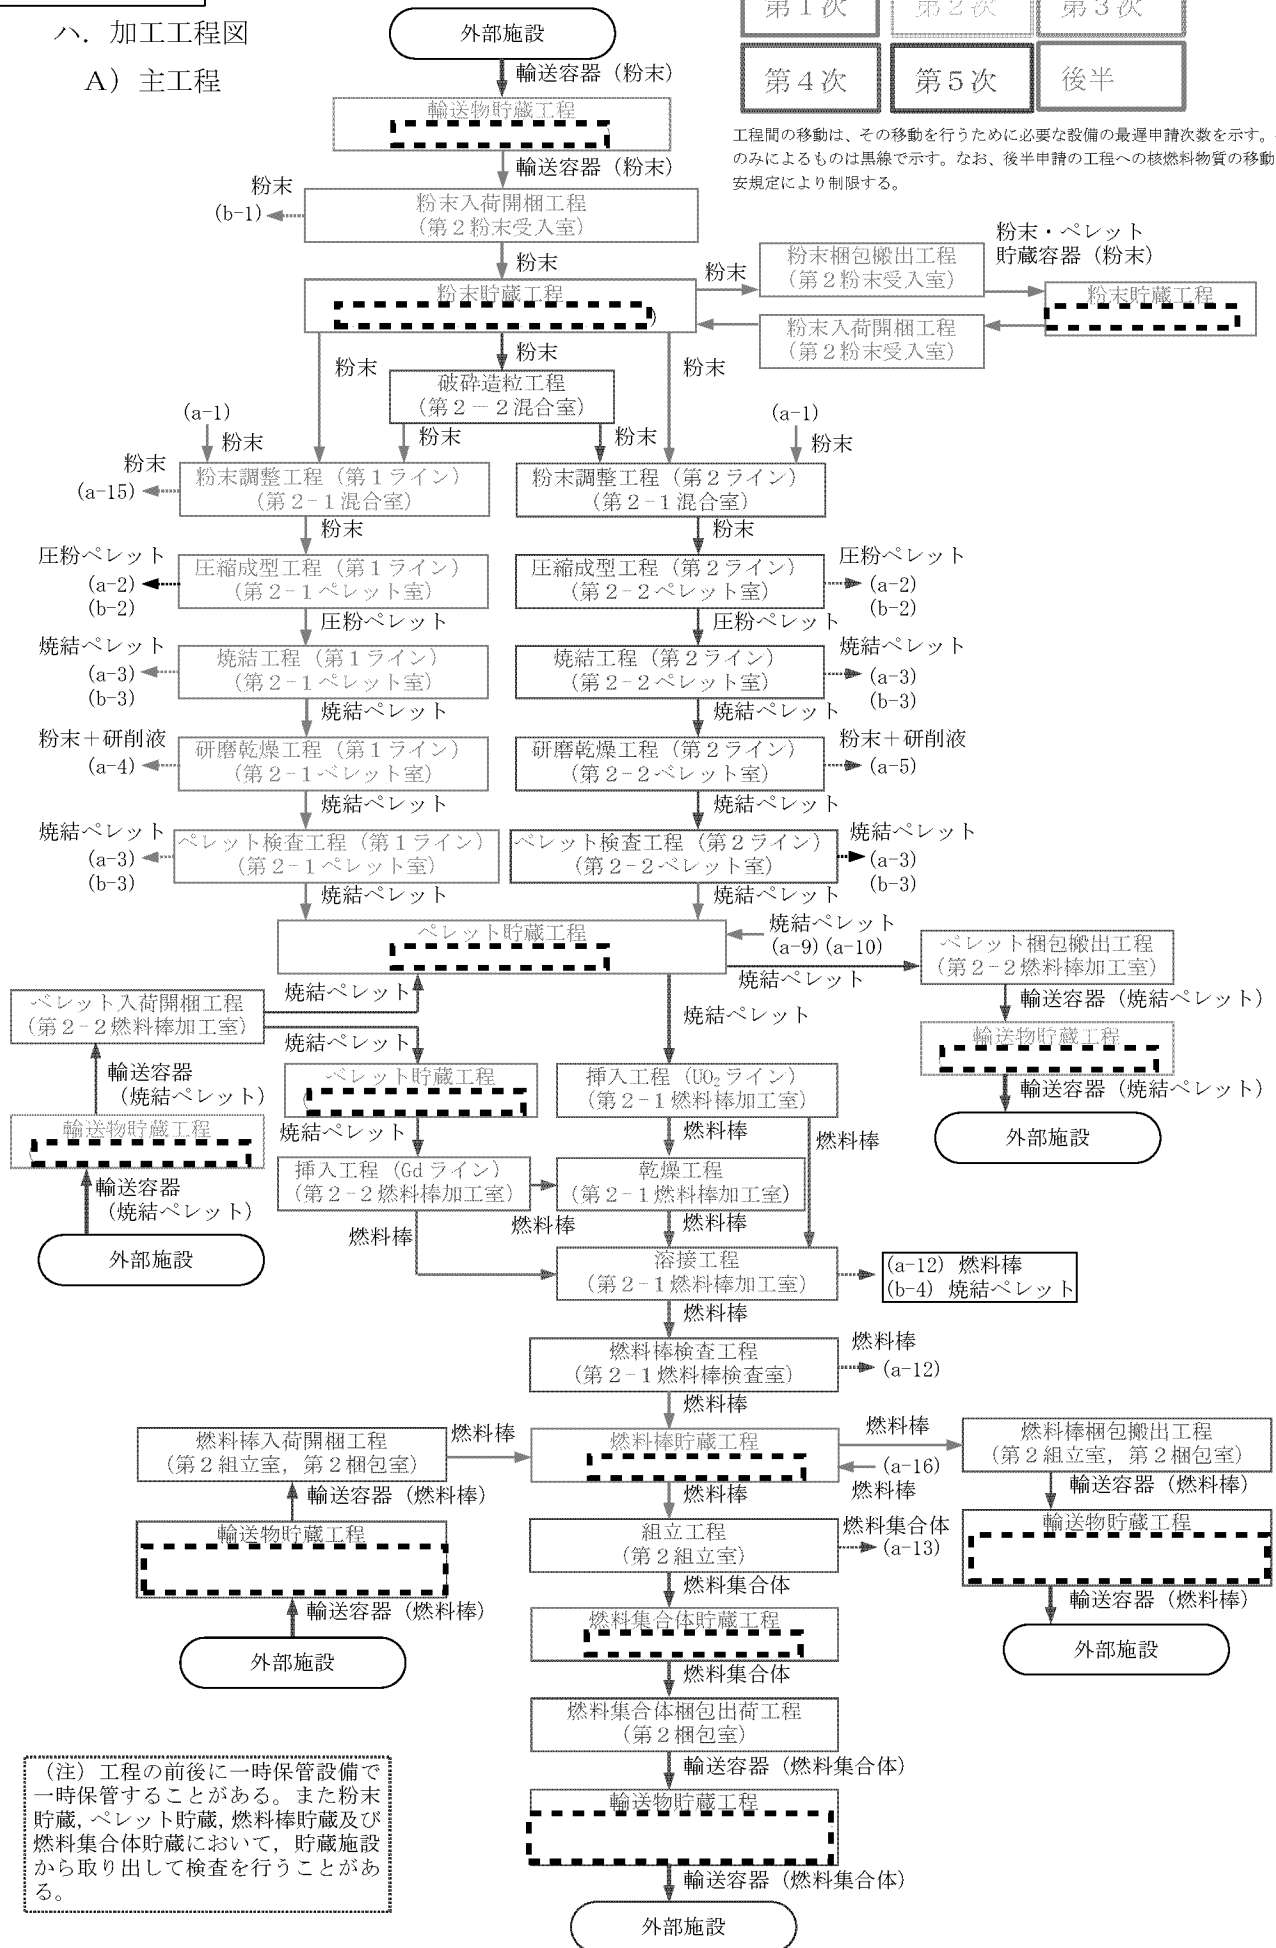 ハ．加工工程図
A）主工程
第１次
第２次
第３次
第４次
第５次
後半
工程間の移動は、その移動を行うために必要な設備の最遅申請次数を示す。
のみによるものは黒線で示す。なお、後半申請の工程への核燃料物質の移動
安規定により制限する。
外部施設
輸送容器（粉末）
輸送物貯蔵工程
輸送容器（粉末）
粉末
(b-1)
粉末入荷開梱工程
（第２粉末受入室）
粉末
粉末貯蔵工程
粉末
粉末梱包搬出工程
（第２粉末受入室）
粉末・ペレット
貯蔵容器（粉末）
粉末貯蔵工程
粉末入荷開梱工程
（第２粉末受入室）
粉末
粉末
粉末
破砕造粒工程
（第２－２混合室）
(a-1)
粉末
粉末
粉末
(a-1)
粉末
粉末
(a-15)
粉末調整工程（第１ライン）
（第２-１混合室）
粉末調整工程（第２ライン）
（第２-１混合室）
粉末
粉末
圧粉ペレット
(a-2)
(b-2)
圧縮成型工程（第１ライン）
（第２-１ペレット室）
圧縮成型工程（第２ライン）
（第２-２ペレット室）
圧粉ペレット
(a-2)
(b-2)
圧粉ペレット
圧粉ペレット
焼結ペレット
(a-3)
(b-3)
焼結工程（第１ライン）
（第２-１ペレット室）
焼結工程（第２ライン）
（第２-２ペレット室）
焼結ペレット
(a-3)
(b-3)
焼結ペレット
焼結ペレット
粉末＋研削液
(a-4)
研磨乾燥工程（第１ライン）
（第２-１ペレット室）
研磨乾燥工程（第２ライン）
（第２-２ペレット室）
粉末＋研削液
(a-5)
焼結ペレット
焼結ペレット
焼結ペレット
(a-3)
(b-3)
ペレット検査工程（第１ライン）
（第２-１ペレット室）
ペレット検査工程（第２ライン）
（第２-２ペレット室）
焼結ペレット
(a-3)
(b-3)
焼結ペレット
焼結ペレット
ペレット貯蔵工程
焼結ペレット
(a-9)(a-10)
焼結ペレット
ペレット梱包搬出工程
（第２-２燃料棒加工室）
輸送容器（焼結ペレット）
輸送物貯蔵工程
輸送容器（焼結ペレット）
外部施設
ペレット入荷開梱工程
（第２-２燃料棒加工室）
焼結ペレット
焼結ペレット
焼結ペレット
輸送容器
（焼結ペレット）
輸送物貯蔵工程
輸送容器
（焼結ペレット）
外部施設
ペレット貯蔵工程
焼結ペレット
挿入工程（UO₂ライン）
（第２-１燃料棒加工室）
燃料棒
燃料棒
挿入工程（Gdライン）
（第２-２燃料棒加工室）
乾燥工程
（第２-１燃料棒加工室）
燃料棒
燃料棒
燃料棒
溶接工程
（第２-１燃料棒加工室）
(a-12) 燃料棒
(b-4) 焼結ペレット
燃料棒
燃料棒検査工程
（第２-１燃料棒検査室）
燃料棒
(a-12)
燃料棒
燃料棒入荷開梱工程
（第２組立室，第２梱包室）
燃料棒
燃料棒貯蔵工程
燃料棒
(a-16)
燃料棒
燃料棒梱包搬出工程
（第２組立室，第２梱包室）
輸送容器（燃料棒）
輸送物貯蔵工程
輸送容器（燃料棒）
外部施設
燃料棒
組立工程
（第２組立室）
燃料集合体
(a-13)
輸送容器（燃料棒）
輸送物貯蔵工程
輸送容器（燃料棒）
外部施設
燃料集合体
燃料集合体貯蔵工程
燃料集合体
燃料集合体梱包出荷工程
（第２梱包室）
輸送容器（燃料集合体）
輸送物貯蔵工程
輸送容器（燃料集合体）
外部施設
（注）工程の前後に一時保管設備で
一時保管することがある。また粉末
貯蔵，ペレット貯蔵，燃料棒貯蔵及び
燃料集合体貯蔵において，貯蔵施設
から取り出して検査を行うことがあ
る。